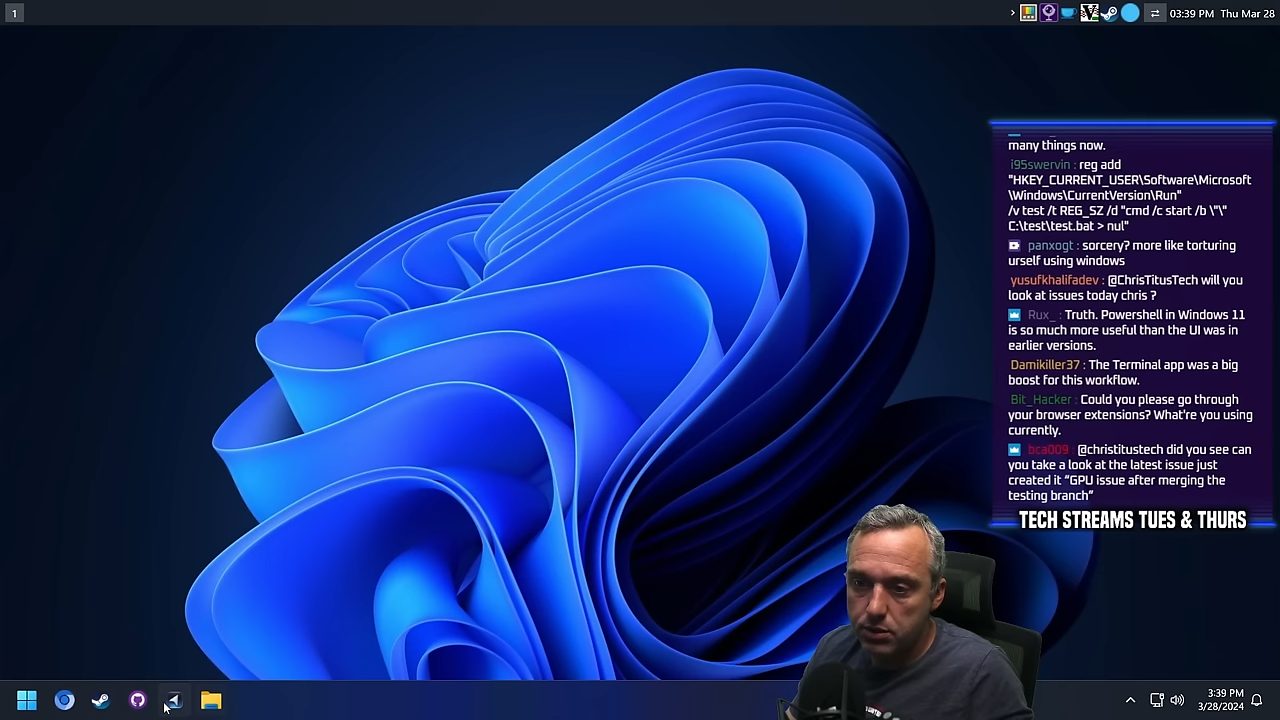 1
03:39 PM Thu Mar 28
many things now.
i95swervin : reg add
"HKEY_CURRENT_USER\Software\Microsoft
\Windows\CurrentVersion\Run"
/v test /t REG_SZ /d "cmd /c start /b \"\"
C:\test\test.bat > nul"
panxogt : sorcery? more like torturing
urself using windows
yusufkhalifadev : @ChrisTitusTech will you
look at issues today chris ?
Rux_ : Truth. Powershell in Windows 11
is so much more useful than the UI was in
earlier versions.
Damikiller37 : The Terminal app was a big
boost for this workflow.
Bit_Hacker : Could you please go through
your browser extensions? What're you using
currently.
bca009 : @christitustech did you see can
you take a look at the latest issue just
created it “GPU issue after merging the
testing branch”
TECH STREAMS TUES & THURS
3:39 PM
3/28/2024